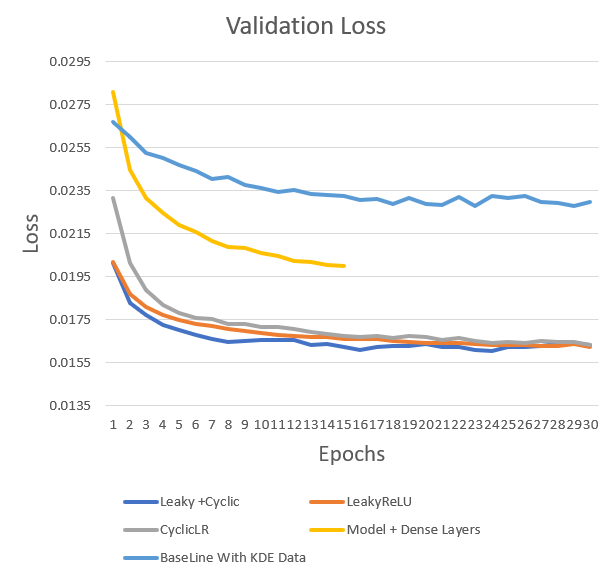 Validation Loss
0.0295
0.0275
0.0255
0.0235
0.0215
0.0195
0.0175
0.0155
0.0135
Loss
1 2 3 4 5 6 7 8 9 10 11 12 13 14 15 16 17 18 19 20 21 22 23 24 25 26 27 28 29 30
Epochs
Leaky +Cyclic LeakyReLU
CyclicLR Model + Dense Layers
BaseLine With KDE Data